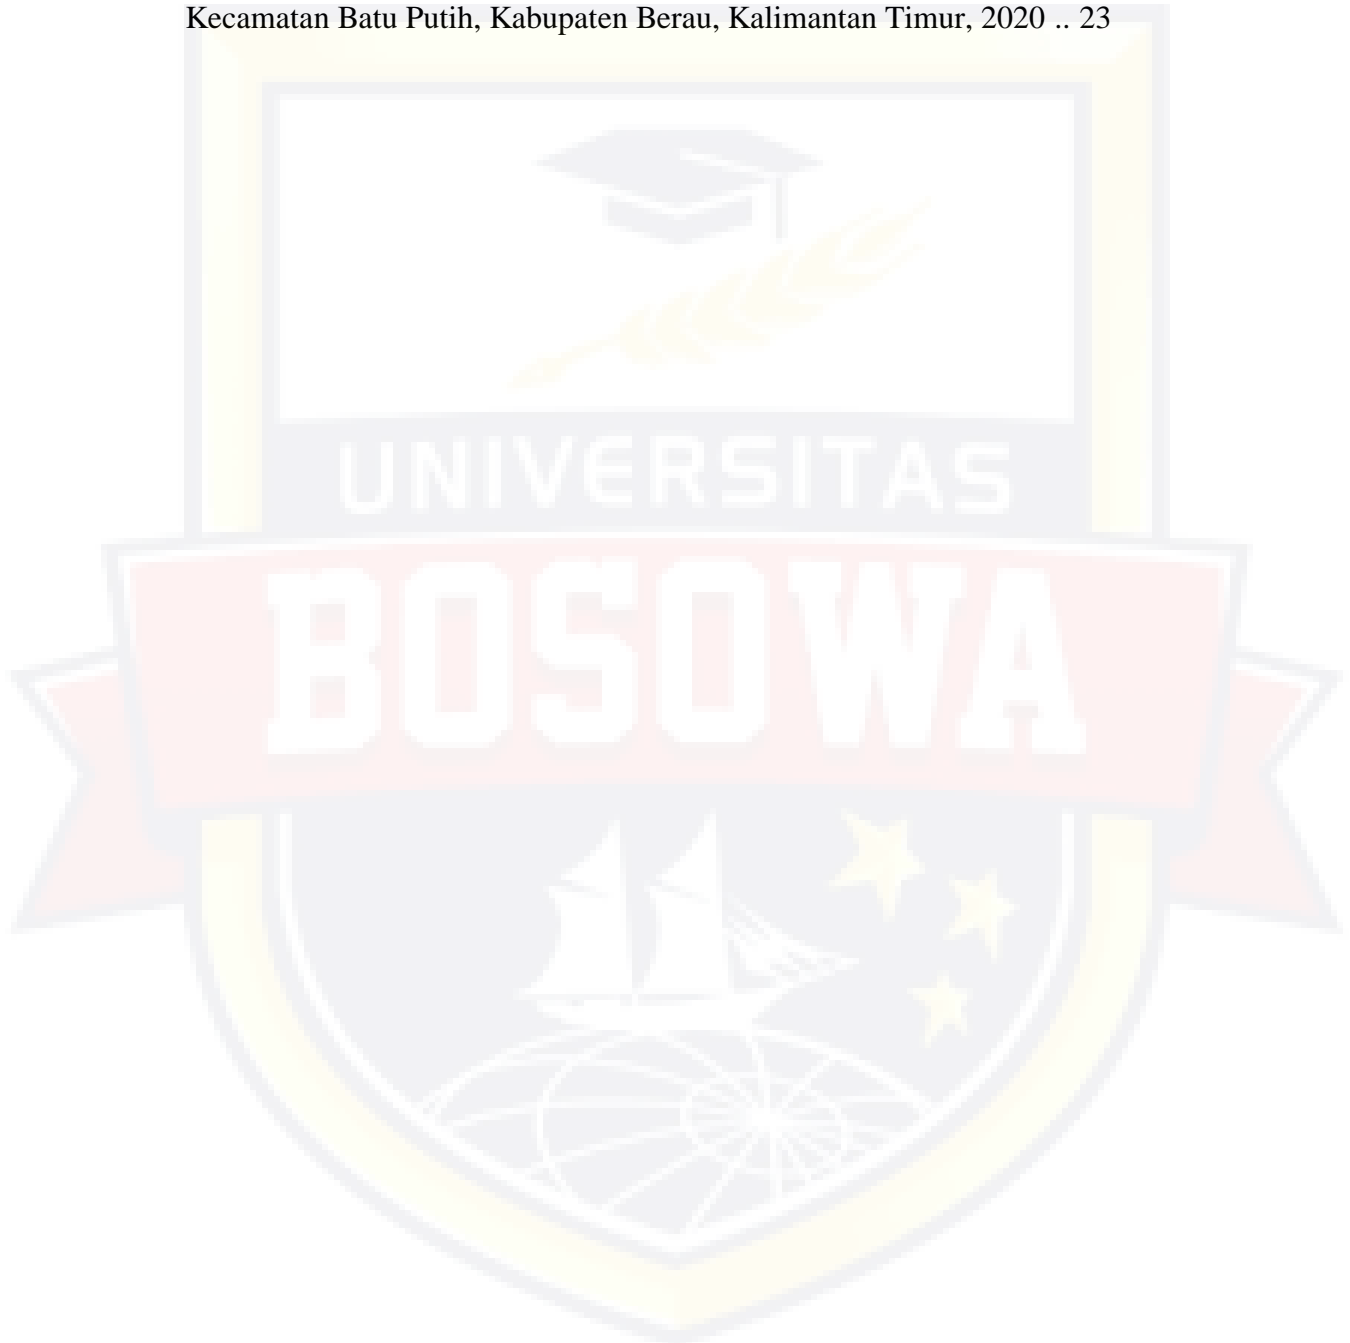 Kecamatan Batu Putih, Kabupaten Berau, Kalimantan Timur, 2020 .. 23
UNIVERSITAS
BOSOWA